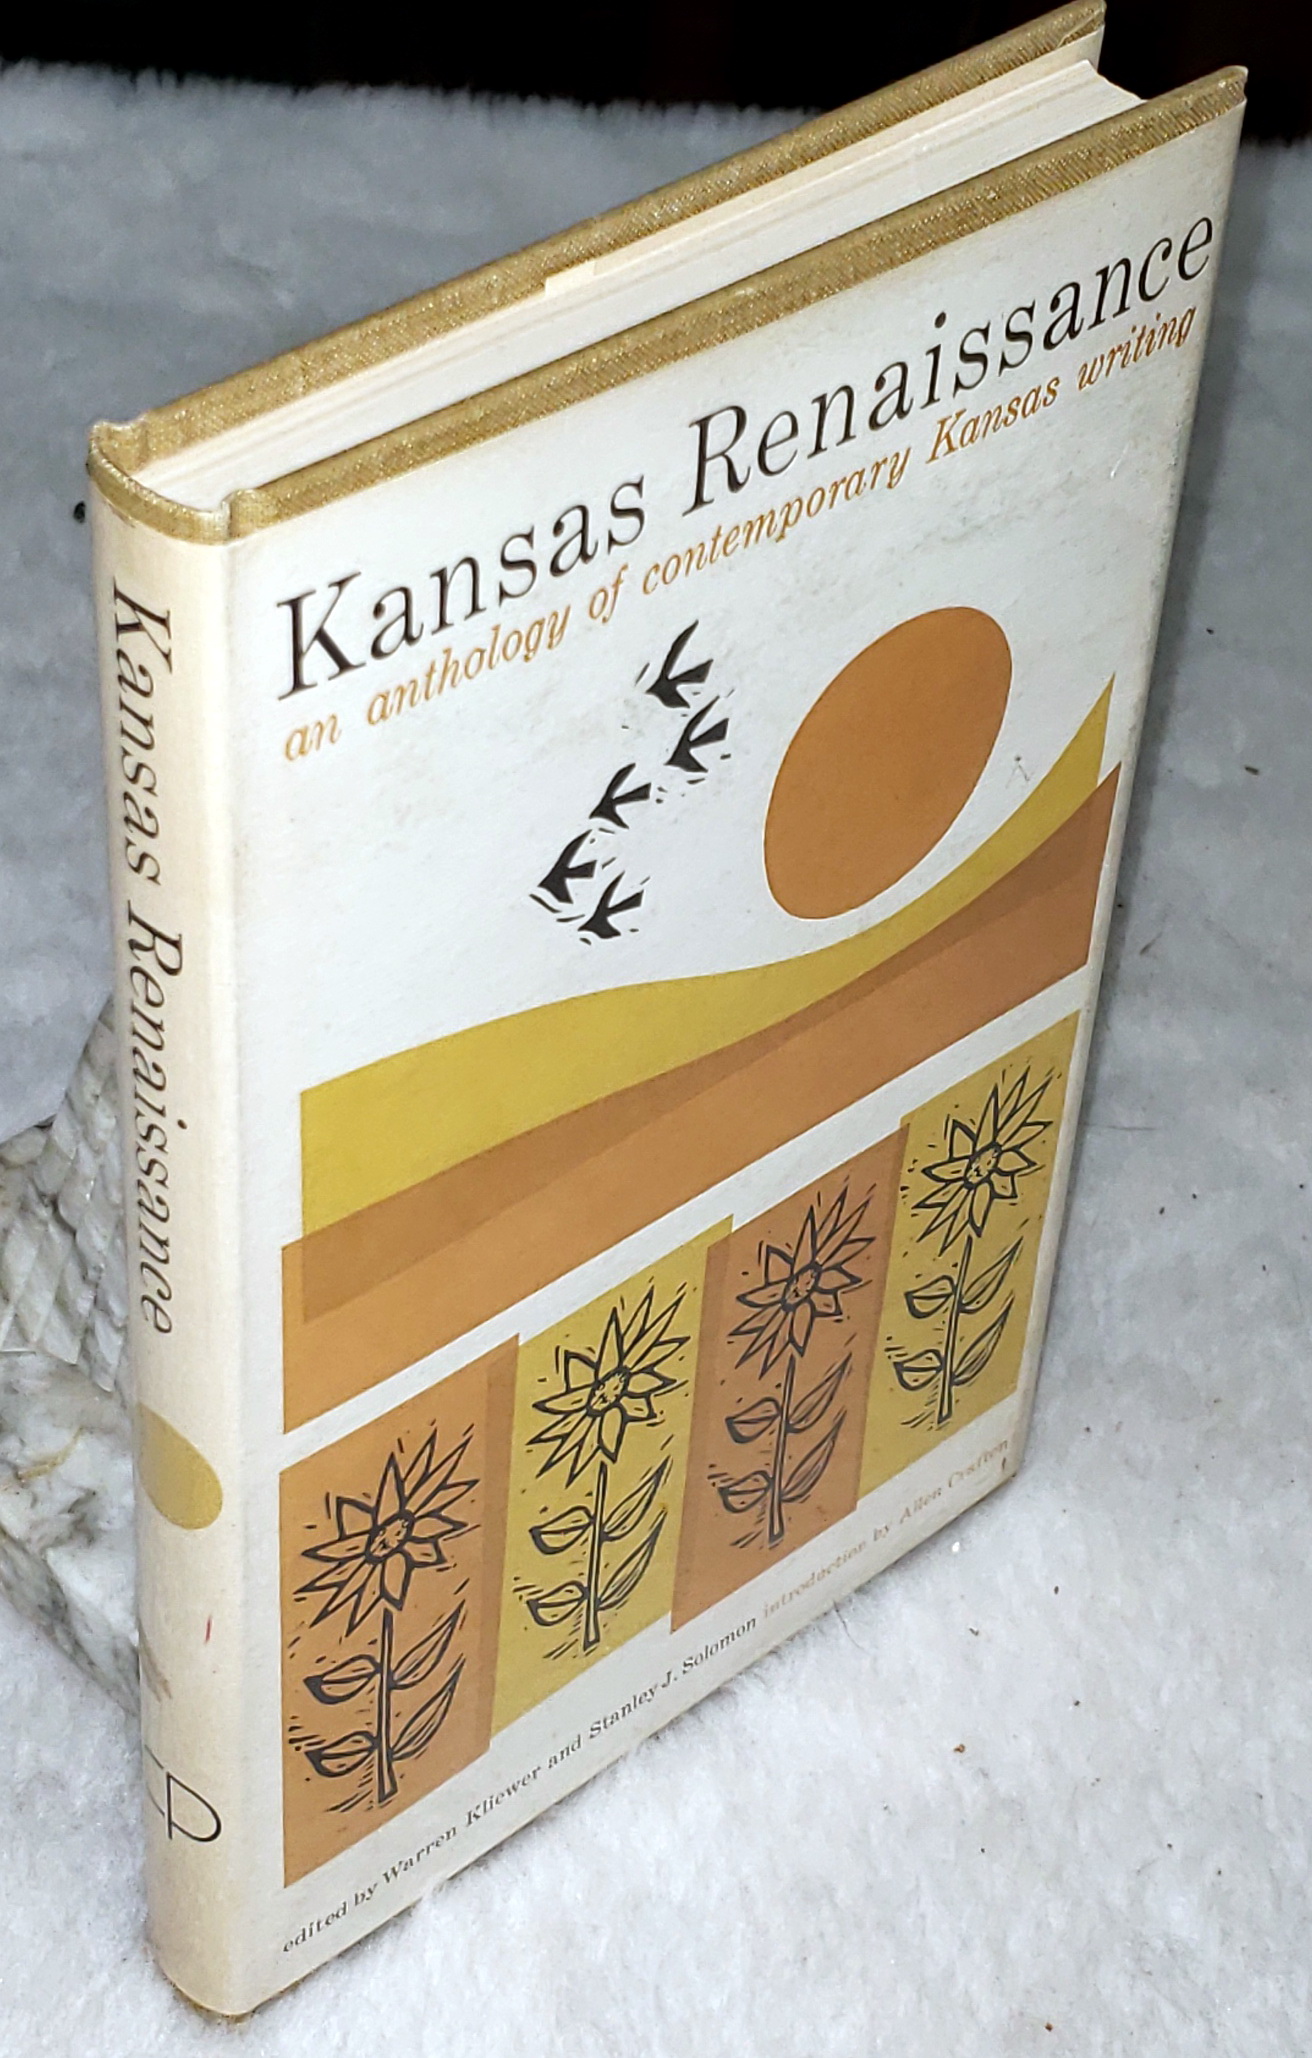 Kansas Renaissance
an anthology of contemporary Kansas writing
edited by Warren Kliewer and Stanley J. Solomon introduction by Allen Crafton
Kansas Renaissance